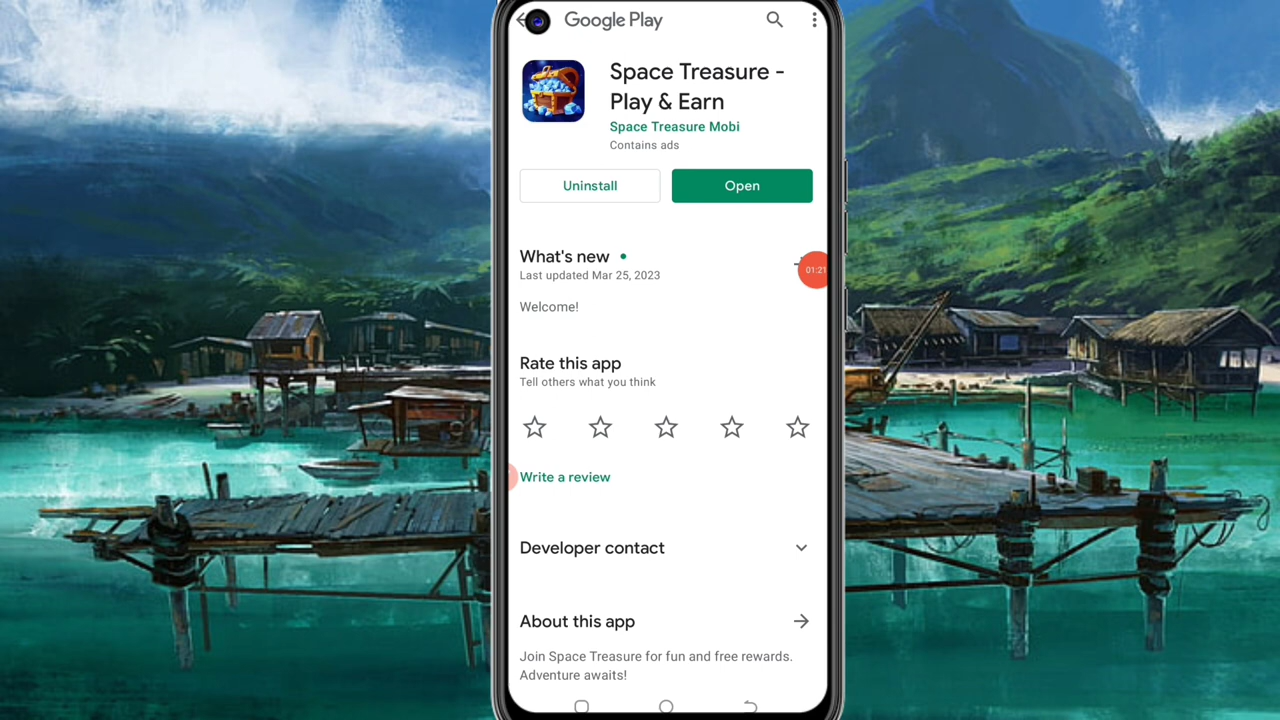 Google Play
Space Treasure -
Play & Earn
Space Treasure Mobi
Contains ads
Uninstall
Open
What's new
Last updated Mar 25, 2023
01:21
Welcome!
Rate this app
Tell others what you think
Write a review
Developer contact
About this app
Join Space Treasure for fun and free rewards.
Adventure awaits!